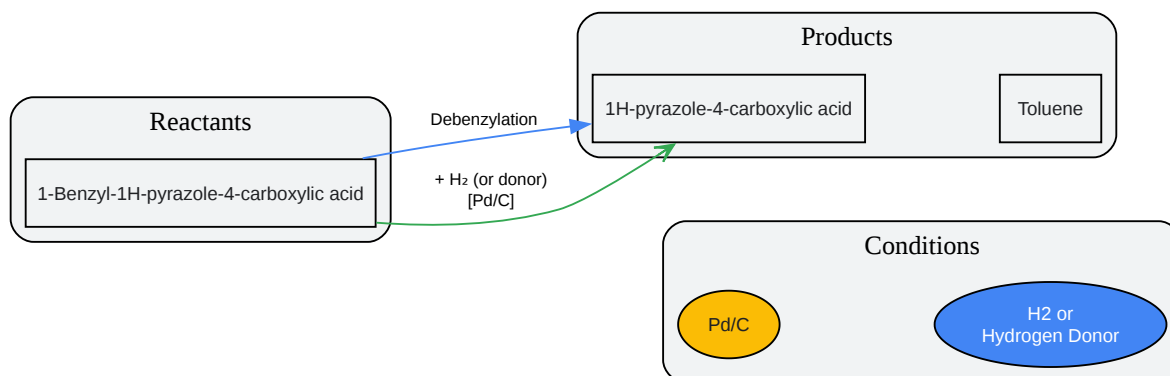 Products
1H-pyrazole-4-carboxylic acid
Toluene
Reactants
1-Benzyl-1H-pyrazole-4-carboxylic acid
Debenzylation
+ H₂ (or donor)
[Pd/C]
Conditions
Pd/C
H2 or
Hydrogen Donor